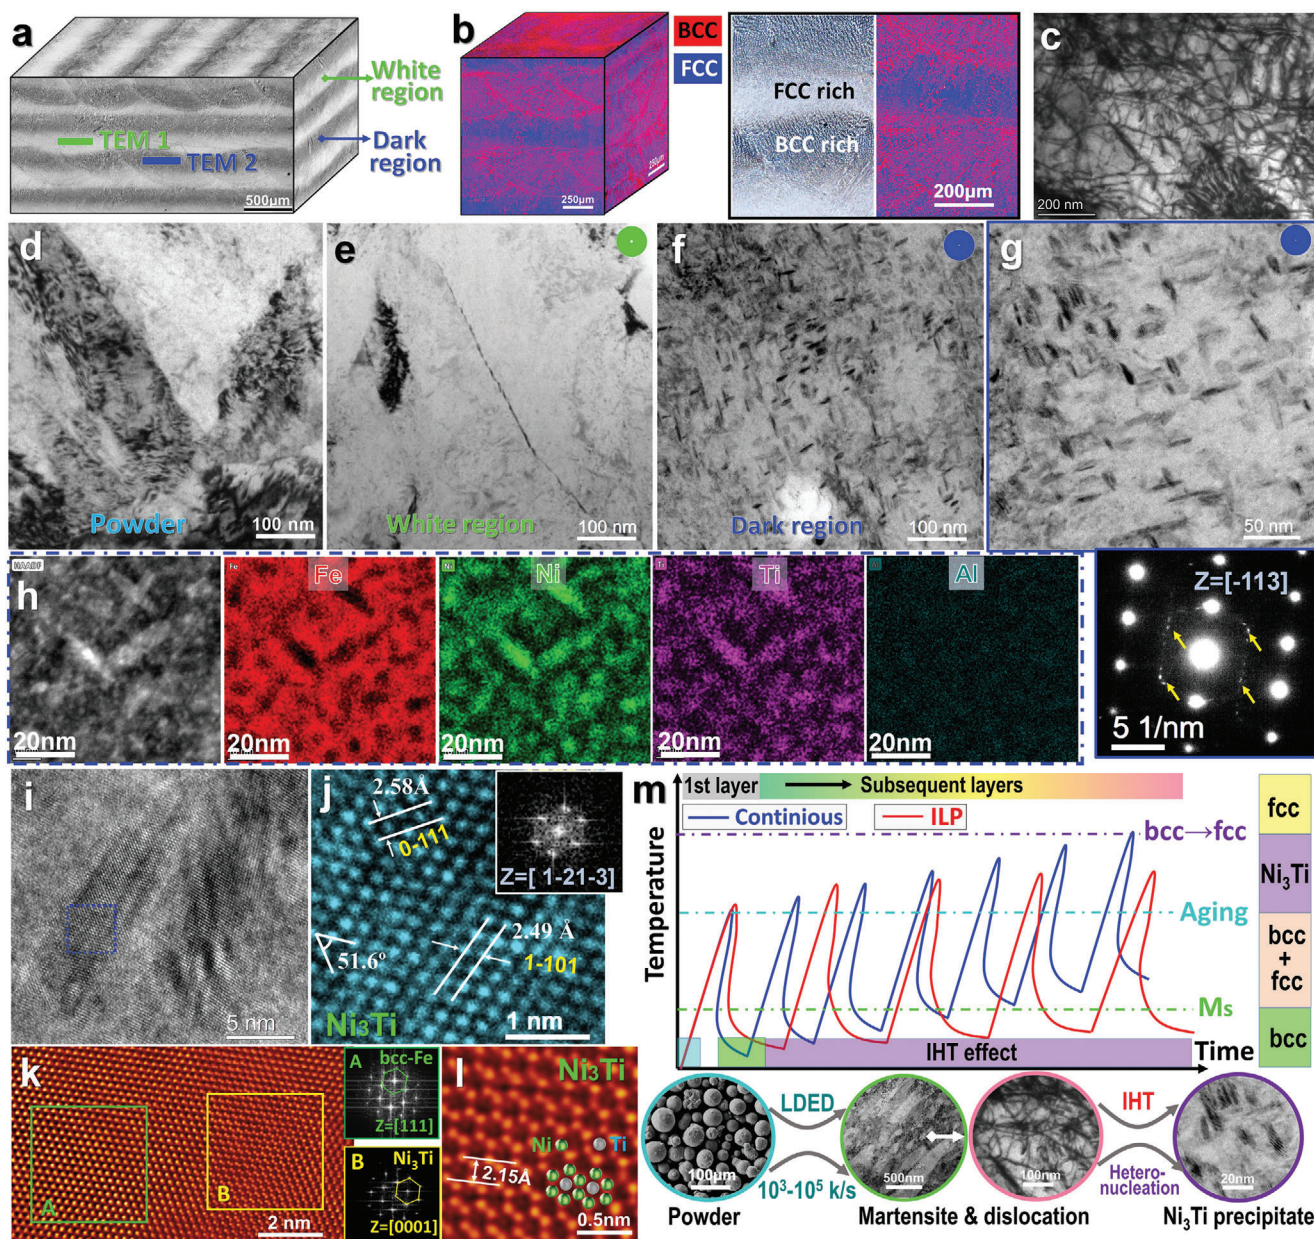 a
White
region
TEM 1
TEM 2
Dark
region
500µm
b
BCC
FCC
250µm
250µm
FCC rich
BCC rich
200µm
c
200 nm
d
Powder
100 nm
e
White region
100 nm
f
Dark region
100 nm
g
50 nm
h
HAADF
20nm
Fe
Fe
20nm
Ni
Ni
20nm
Ti
Ti
20nm
Al
20nm
Z=[-113]
5 1/nm
i
5 nm
j
2.58Å
0-111
Z=[ 1-21-3]
2.49 Å
1-101
51.6º
Ni₃Ti
1 nm
k
A
B
2 nm
A
bcc-Fe
Z=[111]
B
Ni₃Ti
Z=[0001]
l
Ni₃Ti
Ni
Ti
2.15Å
0.5nm
m
1st layer
Subsequent layers
Continious
ILP
bcc→fcc
Aging
Ms
Temperature
IHT effect
Time
fcc
Ni₃Ti
bcc
+
fcc
bcc
100µm
Powder
LDED
10³-10⁵ k/s
500nm
100nm
Martensite & dislocation
IHT
Hetero-
nucleation
20nm
Ni₃Ti precipitate